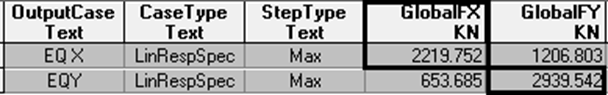 OutputCase CaseType StepType GlobalFX GlobalFY
Text Text Text KN KN
EQ X LinRespSpec Max 2219.752 1206.803
EQY LinRespSpec Max 653.685 2939.542